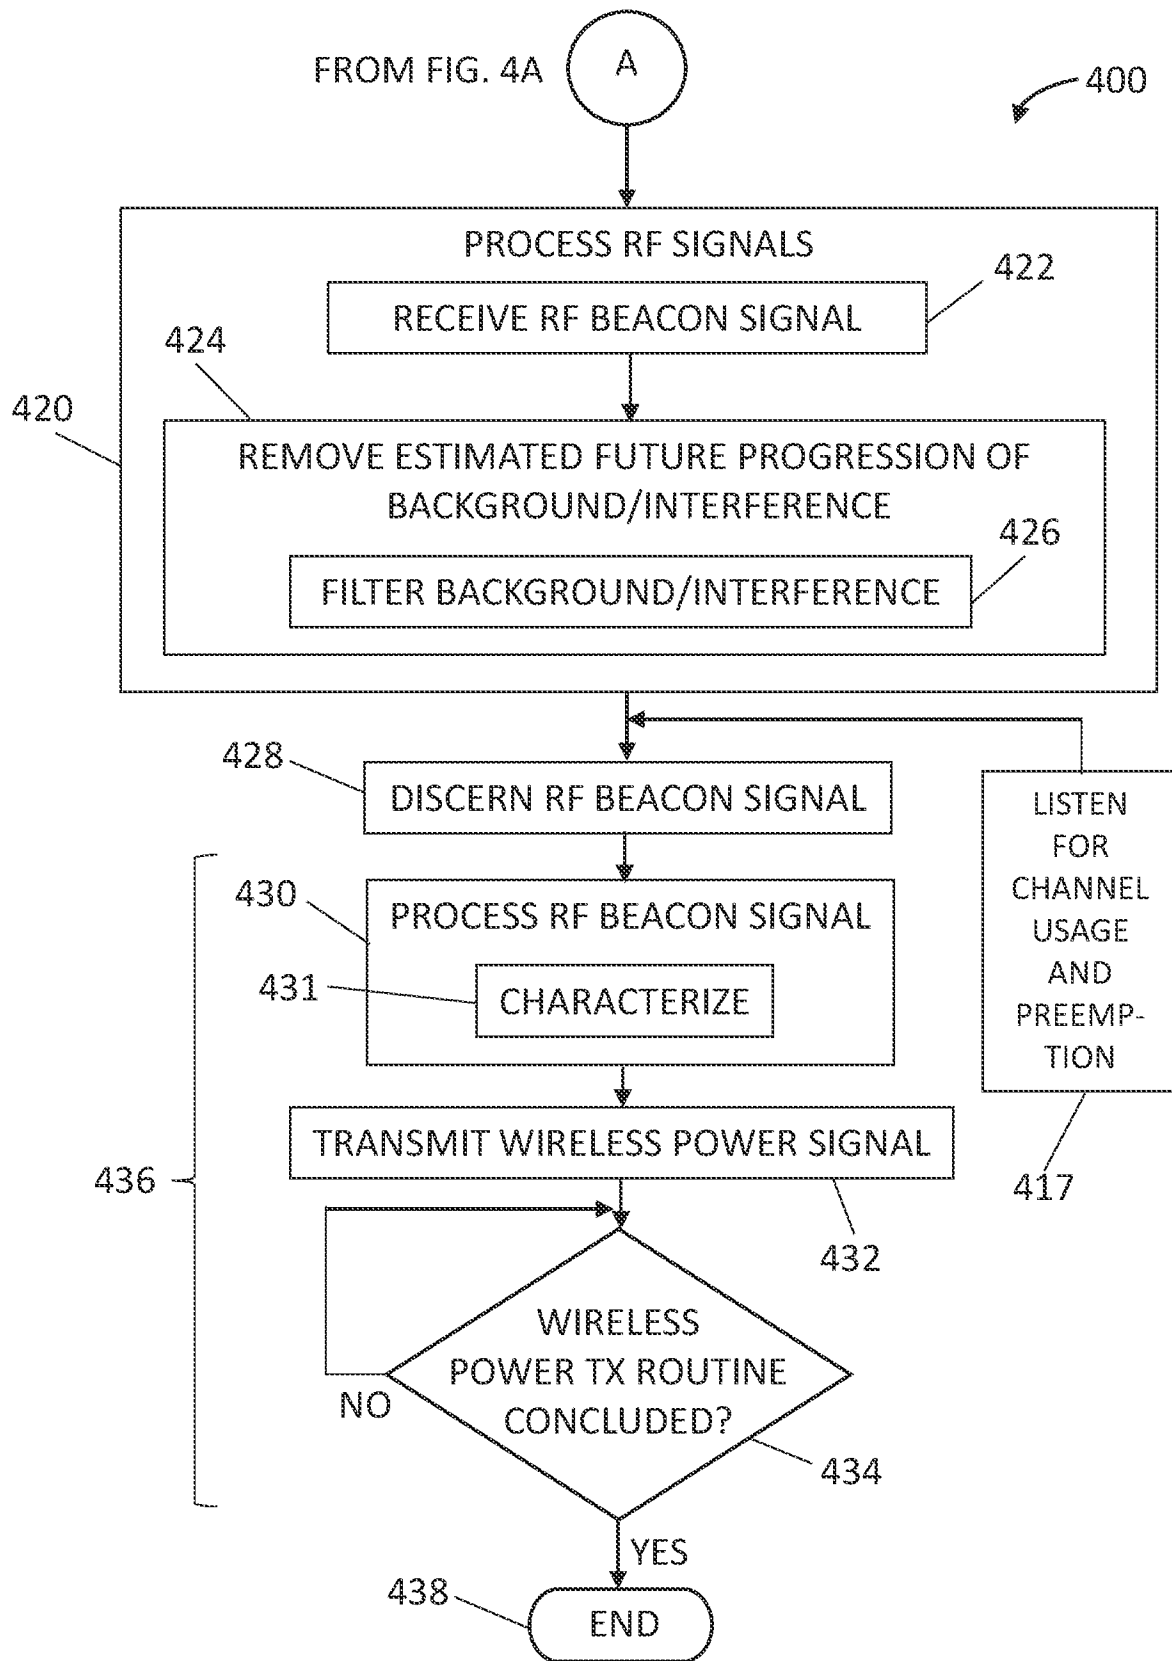 FROM FIG. 4A
A
400
PROCESS RF SIGNALS
422
RECEIVE RF BEACON SIGNAL
424
420
REMOVE ESTIMATED FUTURE PROGRESSION OF
BACKGROUND/INTERFERENCE
426
FILTER BACKGROUND/INTERFERENCE
428
DISCERN RF BEACON SIGNAL
LISTEN
FOR
CHANNEL
USAGE
AND
PREEMP-
TION
417
430
PROCESS RF BEACON SIGNAL
431
CHARACTERIZE
TRANSMIT WIRELESS POWER SIGNAL
436
432
WIRELESS
POWER TX ROUTINE
CONCLUDED?
NO
434
YES
438
END